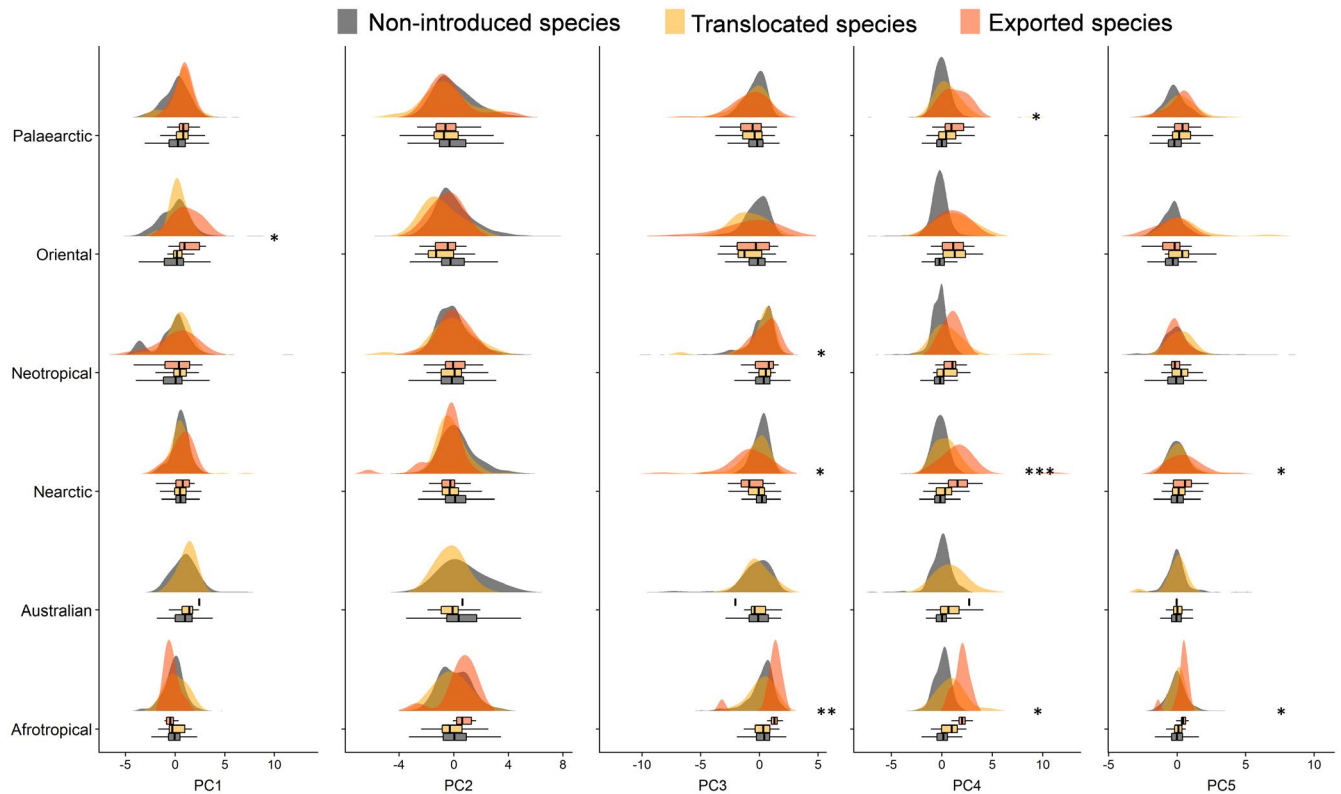 Non-introduced species Translocated species Exported species
Palaearctic *
Oriental *
Neotropical *
Nearctic * *** *
Australian
Afrotropical ** * *
-5 0 5 10 -4 0 4 8 -10 -5 0 5 -5 0 5 10 -5 0 5 10
PC1 PC2 PC3 PC4 PC5